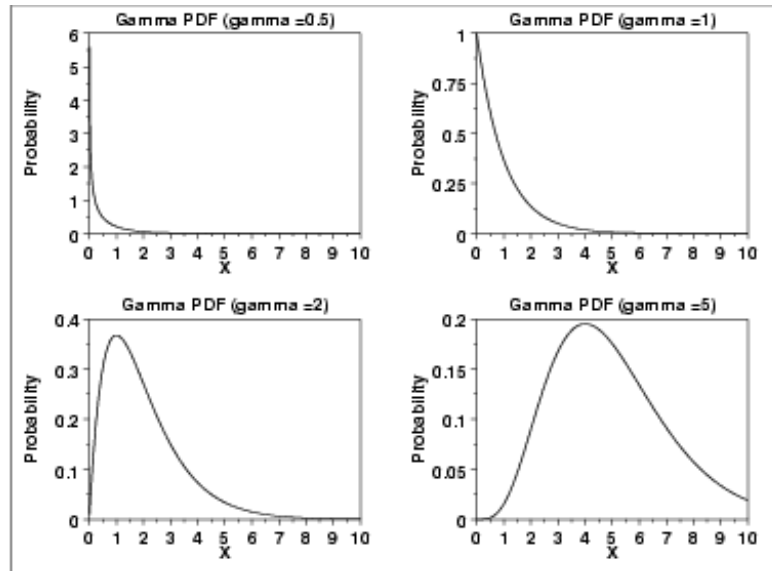 Gamma PDF (gamma =0.5)
Probability
6
5
4
3
2
1
0
0 1 2 3 4 5 6 7 8 9 10
X
Gamma PDF (gamma =1)
Probability
1
0.75
0.5
0.25
0
0 1 2 3 4 5 6 7 8 9 10
X
Gamma PDF (gamma =2)
Probability
0.4
0.3
0.2
0.1
0
0 1 2 3 4 5 6 7 8 9 10
X
Gamma PDF (gamma =5)
Probability
0.2
0.15
0.1
0.05
0
0 1 2 3 4 5 6 7 8 9 10
X